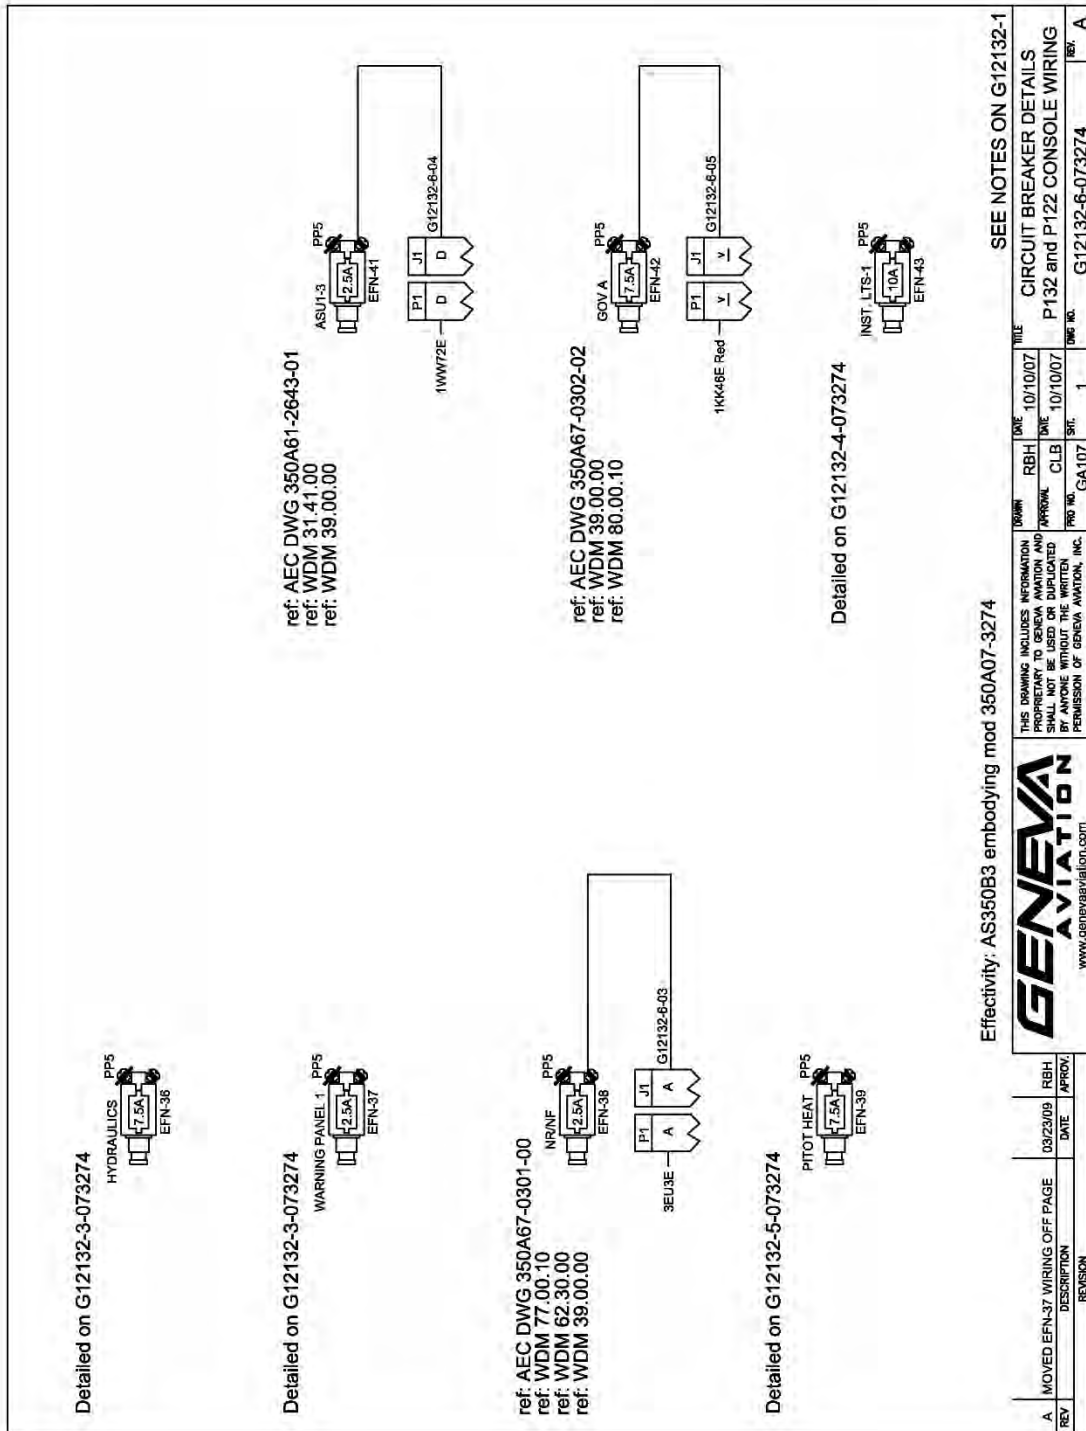 Detailed on G12132-3-073274
HYDRAULICS
PP5
7.5A
EFN-36
Detailed on G12132-3-073274
WARNING PANEL 1
PP5
2.5A
EFN-37
ref: AEC DWG 350A67-0301-00
ref: WDM 77.00.10
ref: WDM 62.30.00
ref: WDM 39.00.00
NR/NF
PP5
2.5A
EFN-38
P1
J1
A
A
3EU3E
G12132-6-03
Detailed on G12132-5-073274
PITOT HEAT
PP5
7.5A
EFN-39
ref: AEC DWG 350A61-2643-01
ref: WDM 31.41.00
ref: WDM 39.00.00
ASU1-3
PP5
2.5A
EFN-41
P1
J1
D
D
1WW72E
G12132-6-04
ref: AEC DWG 350A67-0302-02
ref: WDM 39.00.00
ref: WDM 80.00.10
GOV A
PP5
7.5A
EFN-42
P1
J1
v
v
1KK46E Red
G12132-6-05
Detailed on G12132-4-073274
INST. LTS-1
PP5
10A
EFN-43
Effectivity: AS350B3 embodying mod 350A07-3274
SEE NOTES ON G12132-1
A
MOVED EFN-37 WIRING OFF PAGE
03/23/09
RBH
REV
DESCRIPTION
DATE
APROV.
REVISION
GENEVA
AVIATION
www.genevaaviation.com
THIS DRAWING INCLUDES INFORMATION
PROPRIETARY TO GENEVA AVIATION AND
SHALL NOT BE USED OR DUPLICATED
BY ANYONE WITHOUT THE WRITTEN
PERMISSION OF GENEVA AVIATION, INC.
DRAWN
RBH
DATE
10/10/07
APPROVAL
CLB
DATE
10/10/07
PRO NO.
GA107
SHT.
1
TITLE
CIRCUIT BREAKER DETAILS
P132 and P122 CONSOLE WIRING
DWG NO.
G12132-6-073274
REV.
A